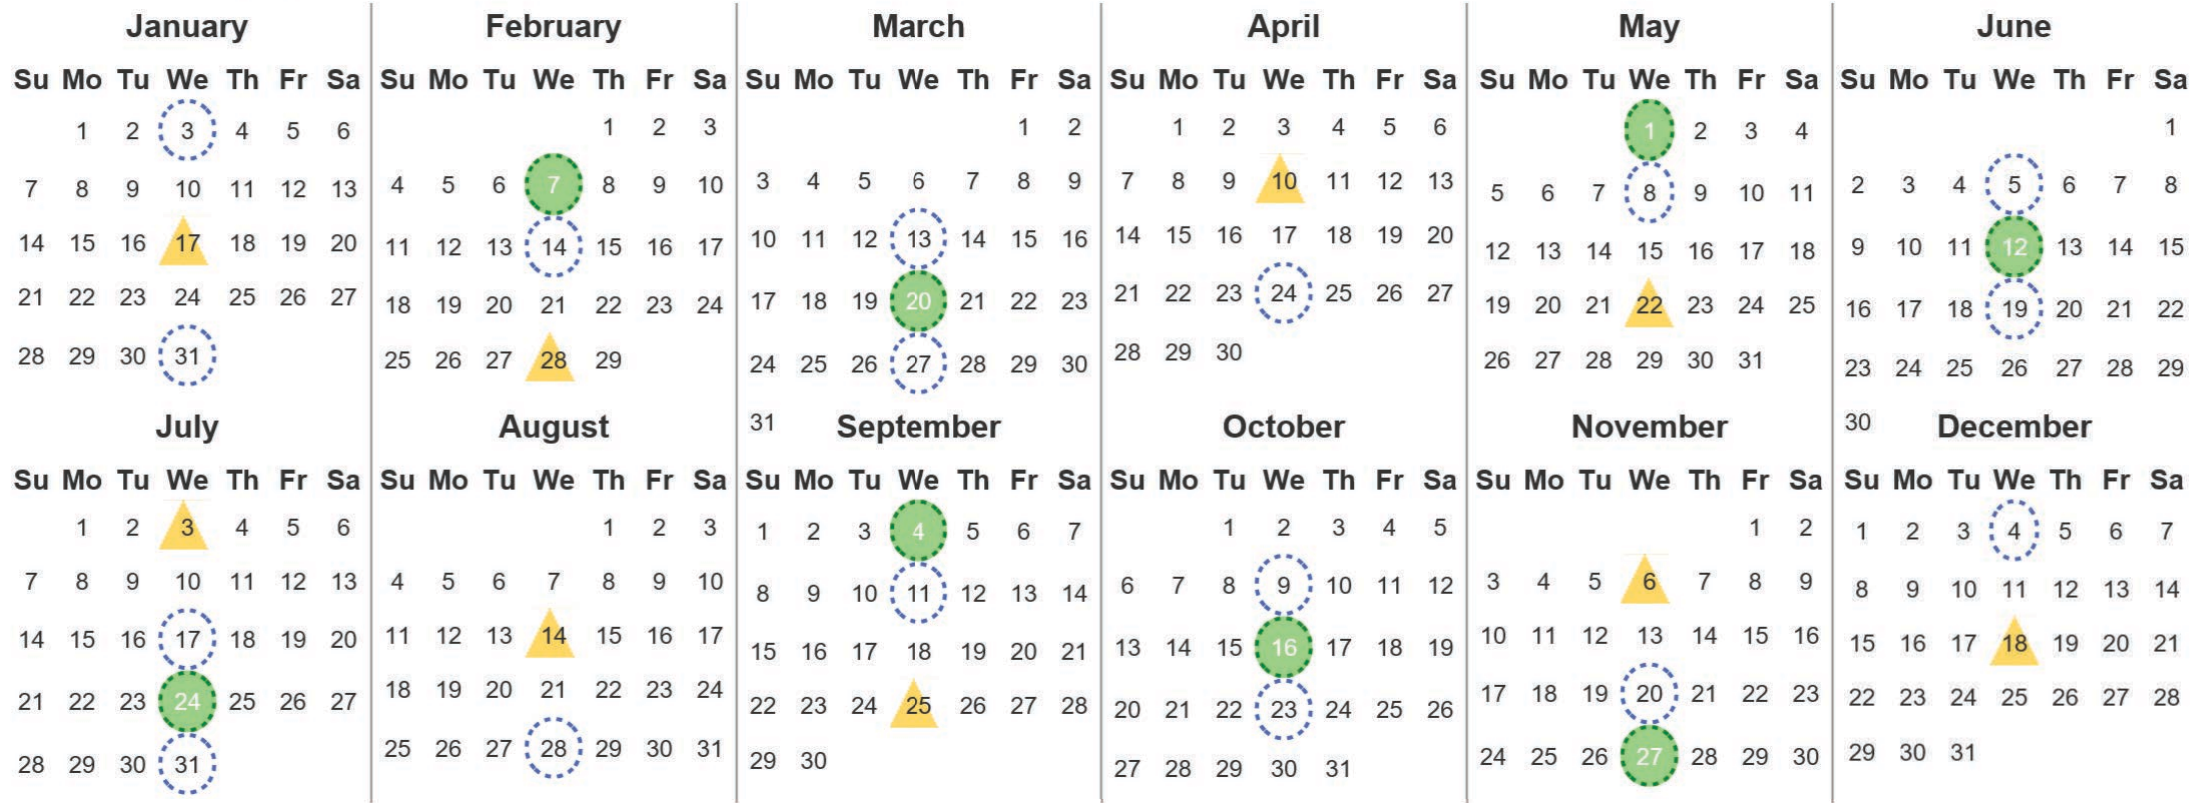 January
Su Mo Tu We Th Fr Sa
1 2 3 4 5 6
7 8 9 10 11 12 13
14 15 16 17 18 19 20
21 22 23 24 25 26 27
28 29 30 31
February
Su Mo Tu We Th Fr Sa
1 2 3
4 5 6 7 8 9 10
11 12 13 14 15 16 17
18 19 20 21 22 23 24
25 26 27 28 29
March
Su Mo Tu We Th Fr Sa
1 2
3 4 5 6 7 8 9
10 11 12 13 14 15 16
17 18 19 20 21 22 23
24 25 26 27 28 29 30
31
April
Su Mo Tu We Th Fr Sa
1 2 3 4 5 6
7 8 9 10 11 12 13
14 15 16 17 18 19 20
21 22 23 24 25 26 27
28 29 30
May
Su Mo Tu We Th Fr Sa
1 2 3 4
5 6 7 8 9 10 11
12 13 14 15 16 17 18
19 20 21 22 23 24 25
26 27 28 29 30 31
June
Su Mo Tu We Th Fr Sa
1
2 3 4 5 6 7 8
9 10 11 12 13 14 15
16 17 18 19 20 21 22
23 24 25 26 27 28 29
30
July
Su Mo Tu We Th Fr Sa
1 2 3 4 5 6
7 8 9 10 11 12 13
14 15 16 17 18 19 20
21 22 23 24 25 26 27
28 29 30 31
August
Su Mo Tu We Th Fr Sa
1 2 3
4 5 6 7 8 9 10
11 12 13 14 15 16 17
18 19 20 21 22 23 24
25 26 27 28 29 30 31
September
Su Mo Tu We Th Fr Sa
1 2 3 4 5 6 7
8 9 10 11 12 13 14
15 16 17 18 19 20 21
22 23 24 25 26 27 28
29 30
October
Su Mo Tu We Th Fr Sa
1 2 3 4 5
6 7 8 9 10 11 12
13 14 15 16 17 18 19
20 21 22 23 24 25 26
27 28 29 30 31
November
Su Mo Tu We Th Fr Sa
1 2
3 4 5 6 7 8 9
10 11 12 13 14 15 16
17 18 19 20 21 22 23
24 25 26 27 28 29 30
December
Su Mo Tu We Th Fr Sa
1 2 3 4 5 6 7
8 9 10 11 12 13 14
15 16 17 18 19 20 21
22 23 24 25 26 27 28
29 30 31